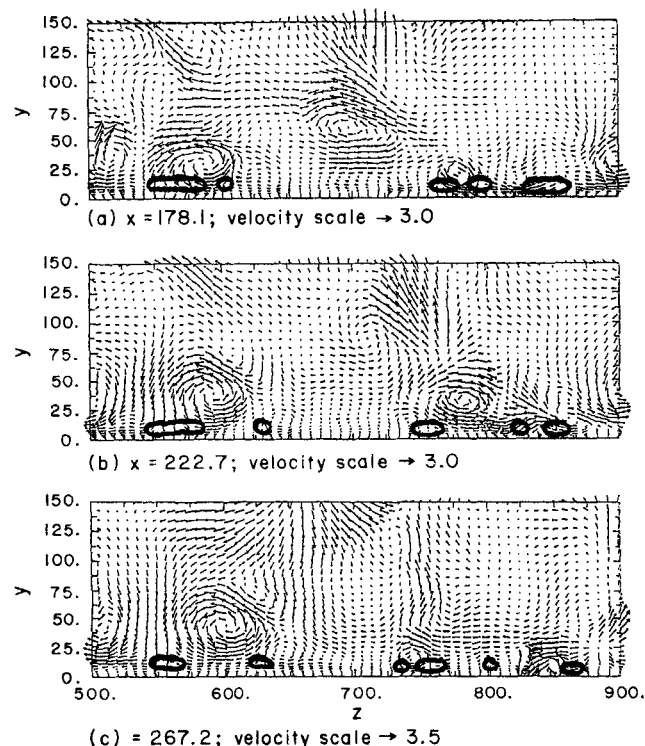 150.
125.
100.
y 75.
50.
25.
0.
(a) x = 178.1; velocity scale → 3.0
150.
125.
100.
y 75.
50.
25.
0.
(b) x = 222.7; velocity scale → 3.0
150.
125.
100.
y 75.
50.
25.
0.
500. 600. 700. 800. 900.
z
(c) = 267.2; velocity scale → 3.5